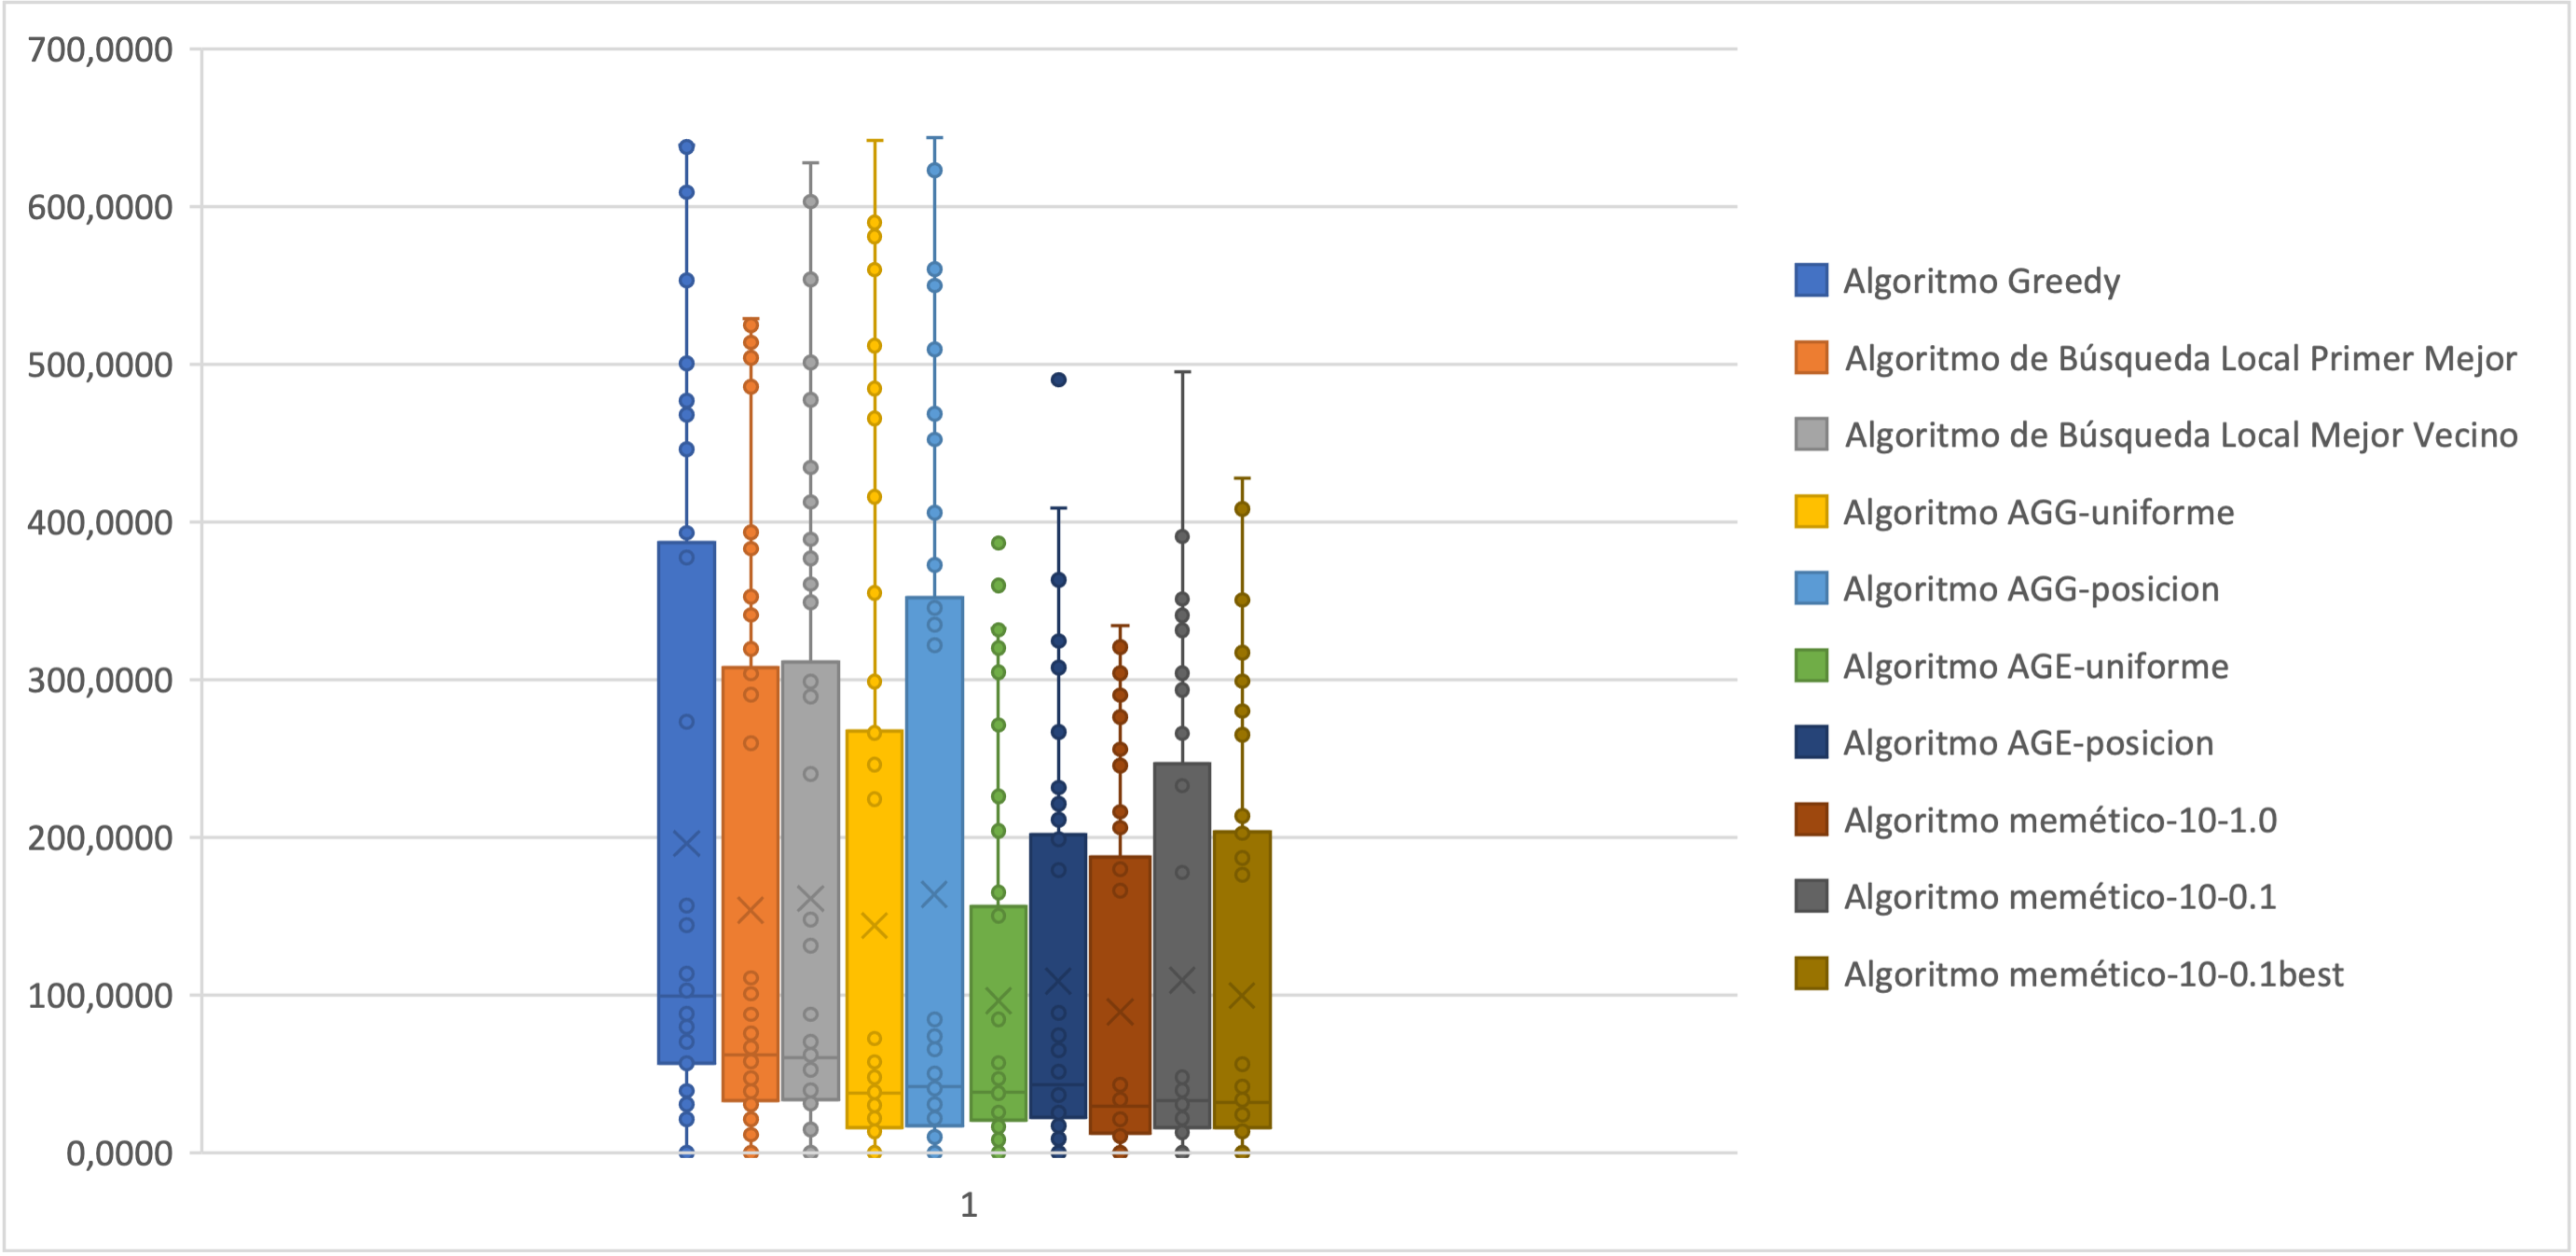 700,0000
600,0000
500,0000
400,0000
300,0000
200,0000
100,0000
0,0000
1
Algoritmo Greedy
Algoritmo de Búsqueda Local Primer Mejor
Algoritmo de Búsqueda Local Mejor Vecino
Algoritmo AGG-uniforme
Algoritmo AGG-posicion
Algoritmo AGE-uniforme
Algoritmo AGE-posicion
Algoritmo memético-10-1.0
Algoritmo memético-10-0.1
Algoritmo memético-10-0.1best